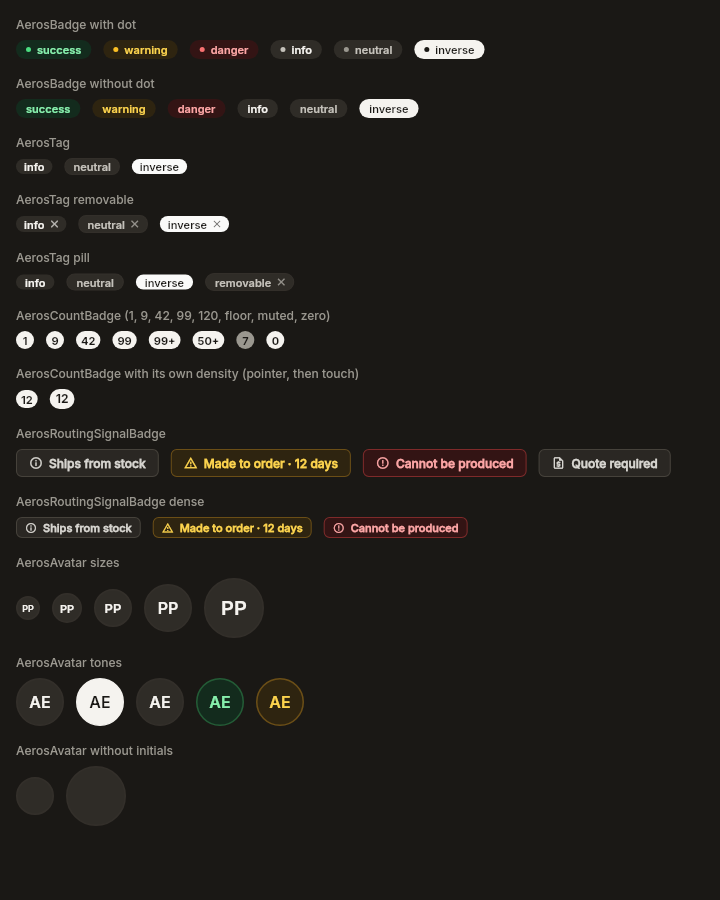 AerosBadge with dot
success warning danger info neutral inverse
AerosBadge without dot
success warning danger info neutral inverse
AerosTag
info neutral inverse
AerosTag removable
info × neutral × inverse ×
AerosTag pill
info neutral inverse removable ×
AerosCountBadge (1, 9, 42, 99, 120, floor, muted, zero)
1 9 42 99 99+ 50+ 7 0
AerosCountBadge with its own density (pointer, then touch)
12 12
AerosRoutingSignalBadge
Ships from stock Made to order · 12 days Cannot be produced Quote required
AerosRoutingSignalBadge dense
Ships from stock Made to order · 12 days Cannot be produced
AerosAvatar sizes
PP PP PP PP PP
AerosAvatar tones
AE AE AE AE AE
AerosAvatar without initials